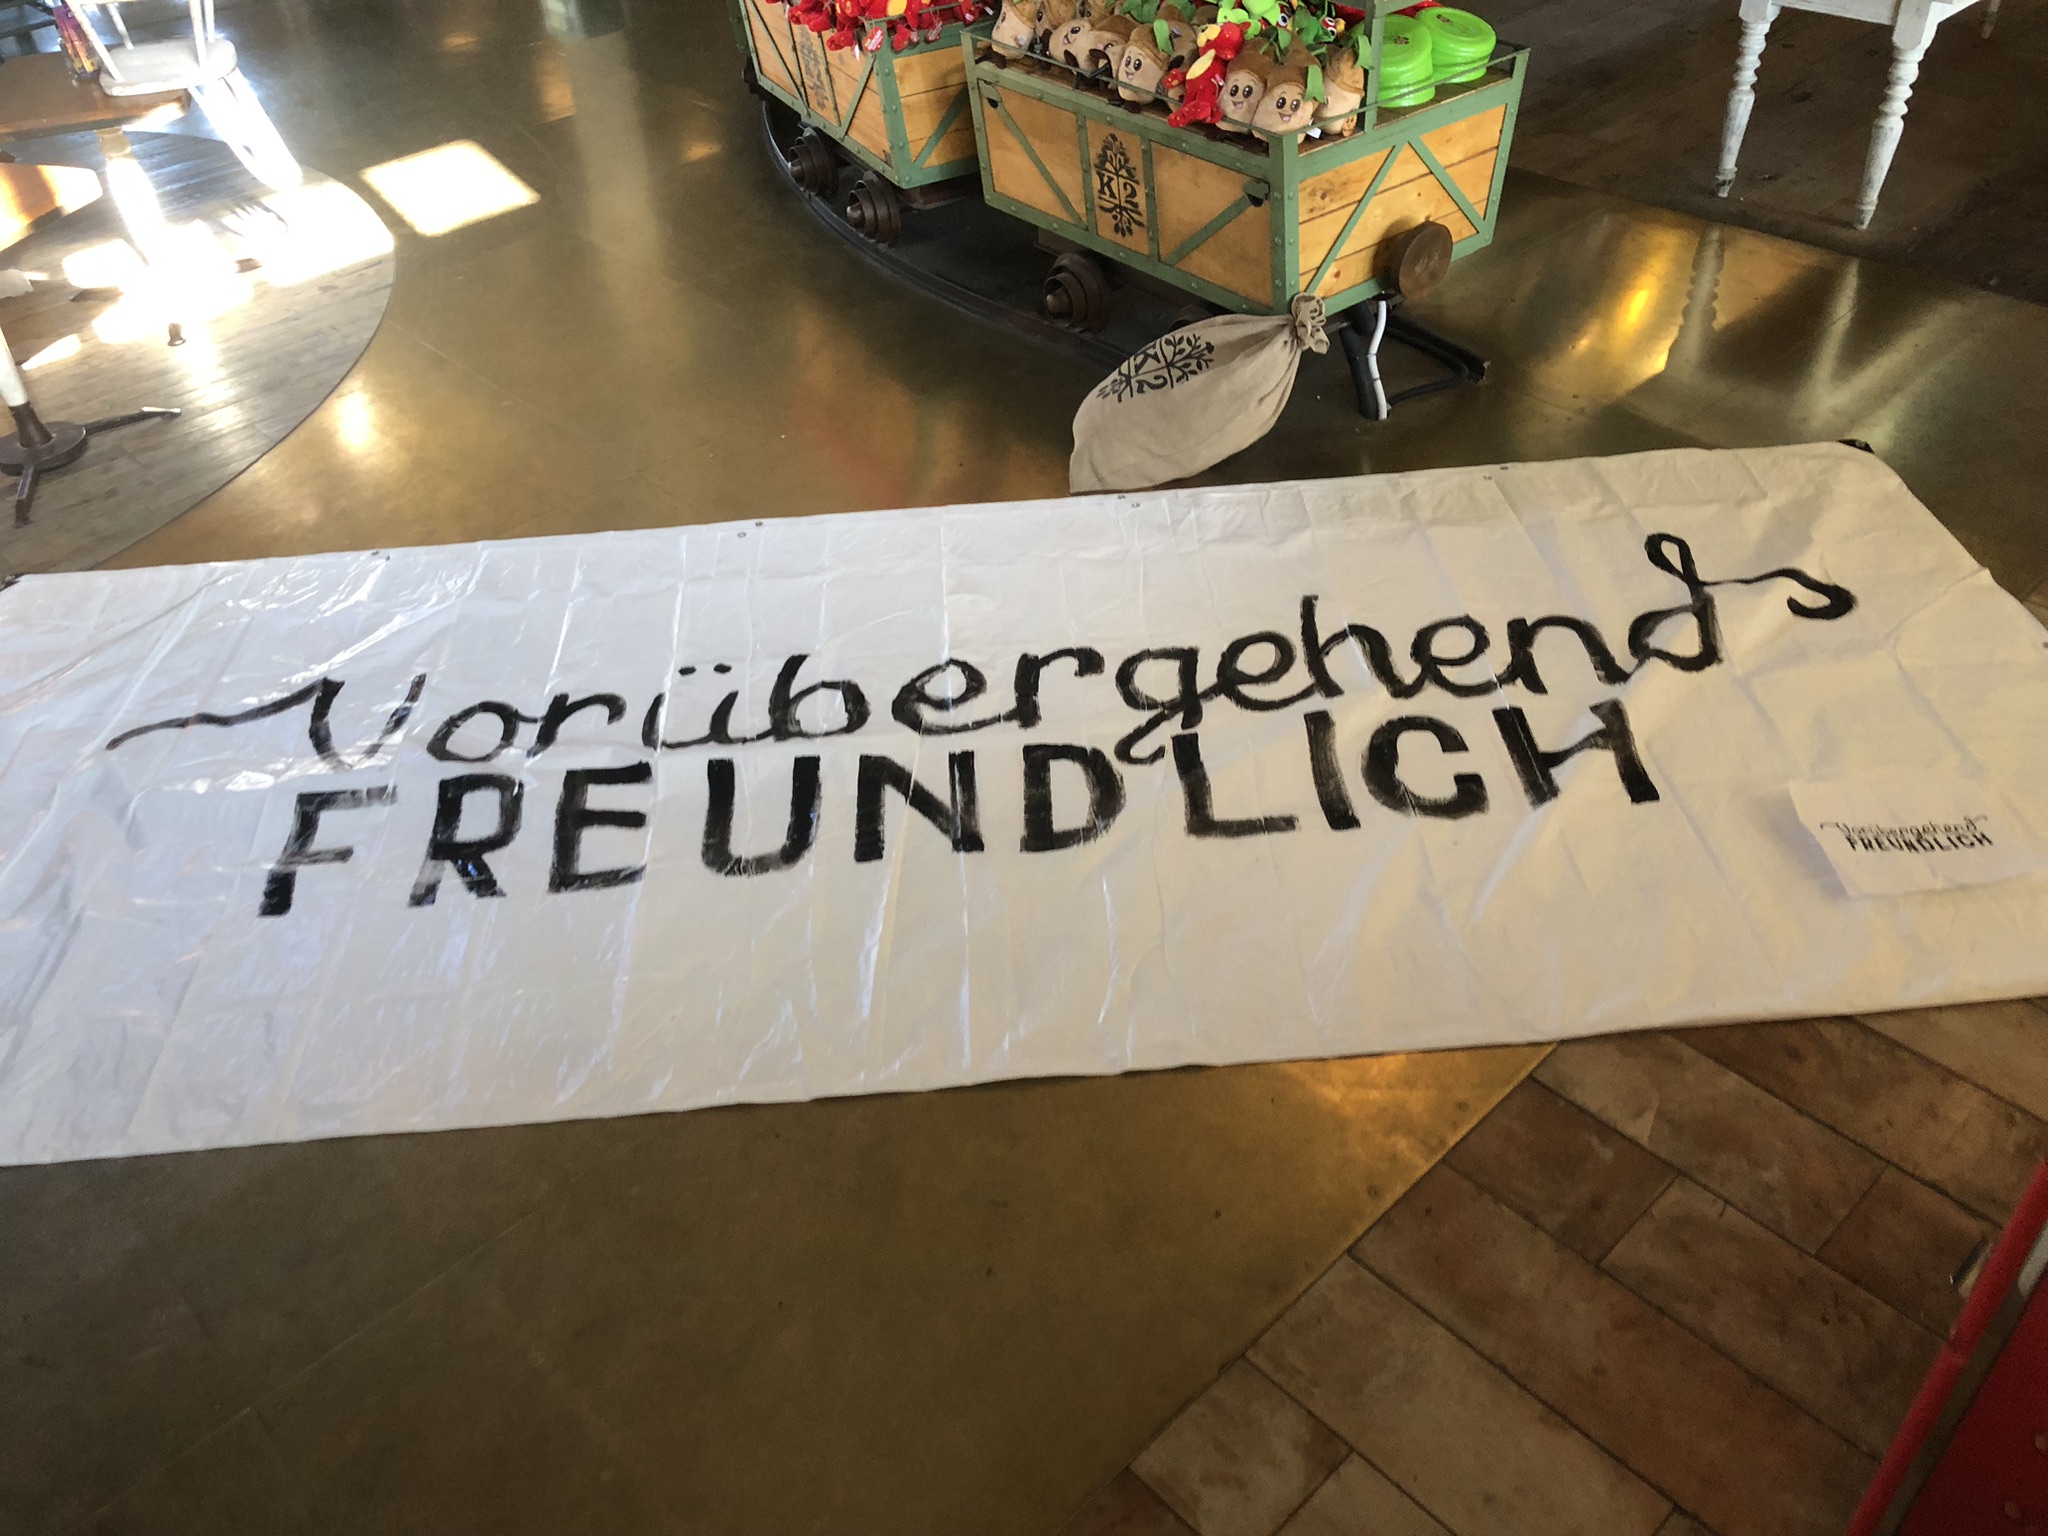 K2
K2
Vorübergehend
FREUNDLICH
Vorübergehend
FREUNDLICH